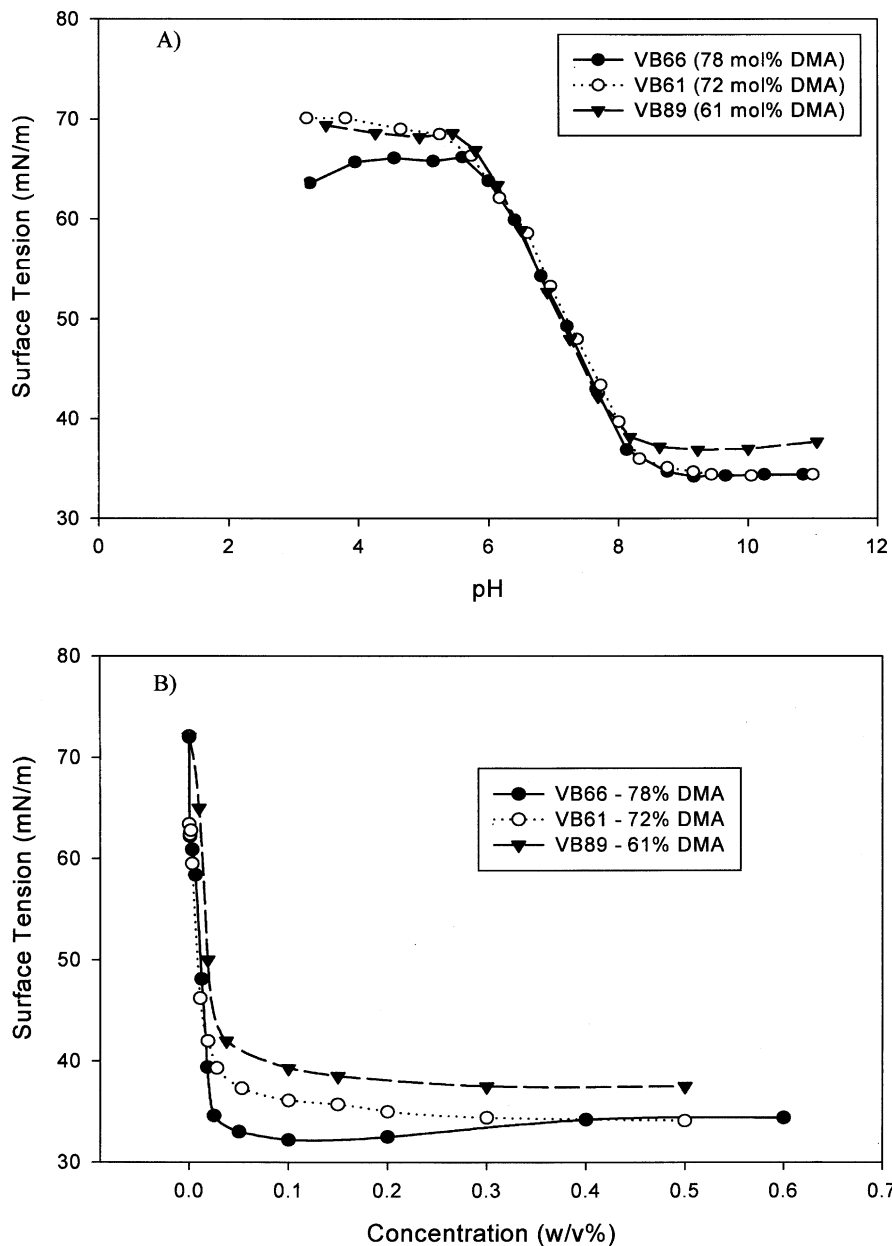 A)
VB66 (78 mol% DMA)
VB61 (72 mol% DMA)
VB89 (61 mol% DMA)
Surface Tension (mN/m)
80
70
60
50
40
30
0 2 4 6 8 10 12
pH
B)
VB66 - 78% DMA
VB61 - 72% DMA
VB89 - 61% DMA
Surface Tension (mN/m)
80
70
60
50
40
30
0.0 0.1 0.2 0.3 0.4 0.5 0.6 0.7
Concentration (w/v%)